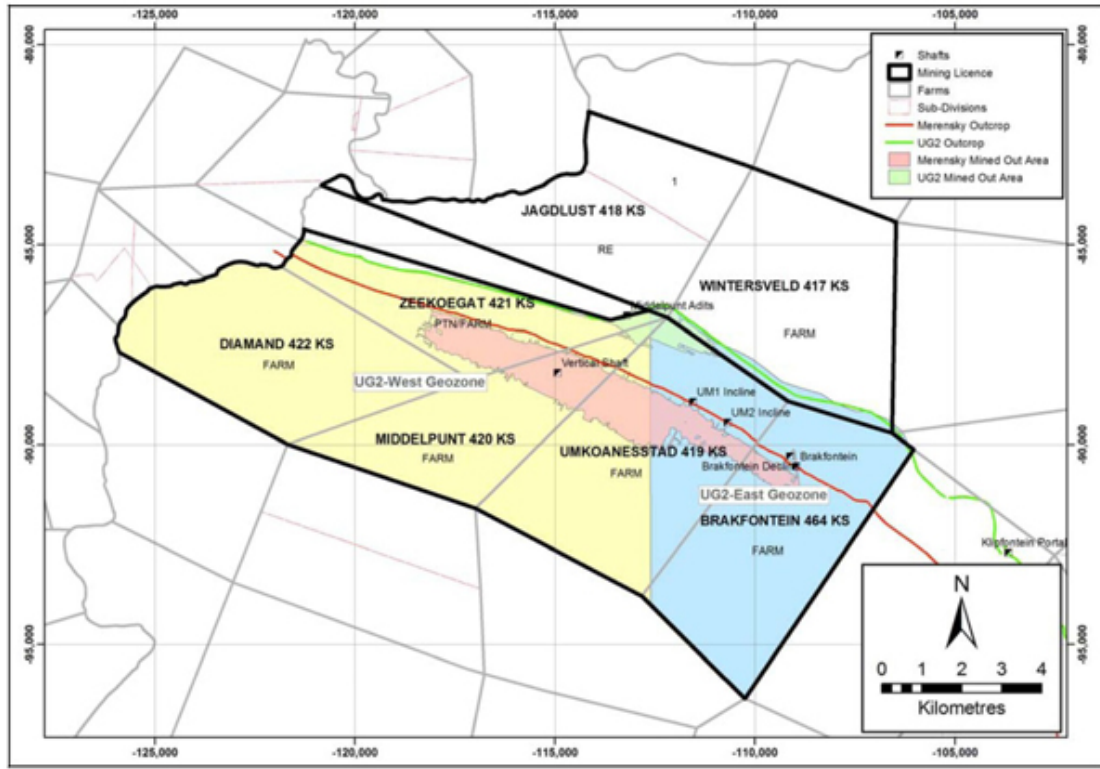 -125,000
-120,000
-115,000
-110,000
-105,000
-80,000
-80,000
Shafts
Mining Licence
Farms
Sub-Divisions
Merensky Outcrop
UG2 Outcrop
Merensky Mined Out Area
UG2 Mined Out Area
1
JAGDLUST 418 KS
RE
-85,000
-85,000
WINTERSVELD 417 KS
FARM
ZEEKOEGAT 421 KS
PTN/FARM
Middelpunt Adits
DIAMAND 422 KS
FARM
Vertical Shaft
UG2-West Geozone
UM1 Incline
UM2 Incline
MIDDELPUNT 420 KS
FARM
UMKOANESSTAD 419 KS
FARM
-90,000
-90,000
Brakfontein
Brakfontein
UG2-East Geozone
BRAKFONTEIN 464 KS
FARM
Klipfontein Portal
N
0 1 2 3 4
Kilometres
-95,000
-95,000
-125,000
-120,000
-115,000
-110,000
-105,000